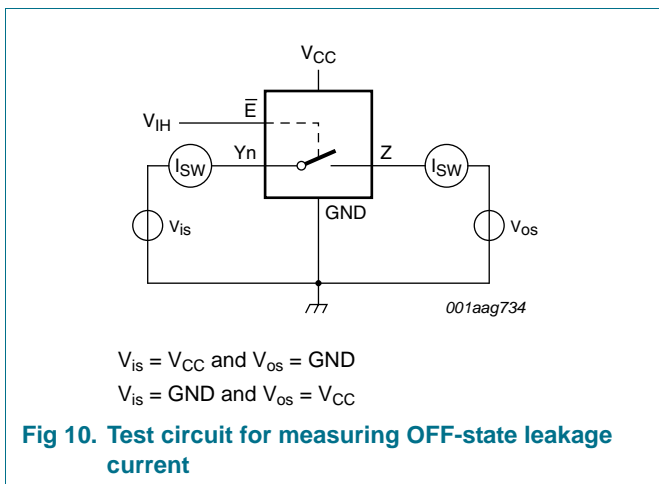 VCC
E̅
VIH
Yn
Z
ISW
ISW
GND
Vis
Vos
001aag734
Vis = VCC and Vos = GND
Vis = GND and Vos = VCC
Fig 10. Test circuit for measuring OFF-state leakage
current